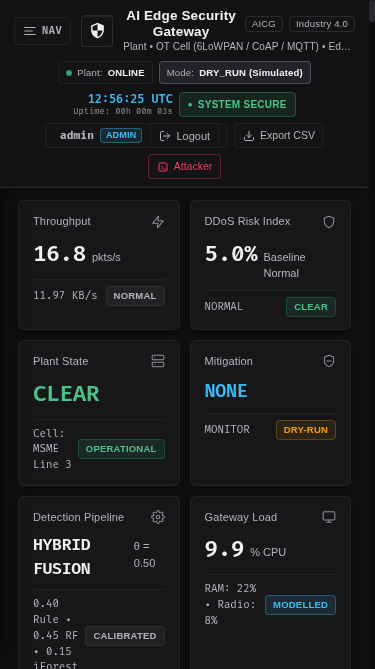 NAV
AI Edge Security Gateway
AICG
Industry 4.0
Plant • OT Cell (6LoWPAN / CoAP / MQTT) • Ed…
Plant: ONLINE
Mode: DRY_RUN (Simulated)
12:56:25 UTC
Uptime: 00h 00m 03s
SYSTEM SECURE
admin ADMIN
Logout
Export CSV
Attacker
Throughput
16.8 pkts/s
11.97 KB/s NORMAL
DDoS Risk Index
5.0% Baseline Normal
NORMAL CLEAR
Plant State
CLEAR
Cell: MSME Line 3
OPERATIONAL
Mitigation
NONE
MONITOR DRY-RUN
Detection Pipeline
HYBRID FUSION
θ = 0.50
0.40 Rule • 0.45 RF • 0.15 iForest
CALIBRATED
Gateway Load
9.9 % CPU
RAM: 22% • Radio: 8%
MODELLED